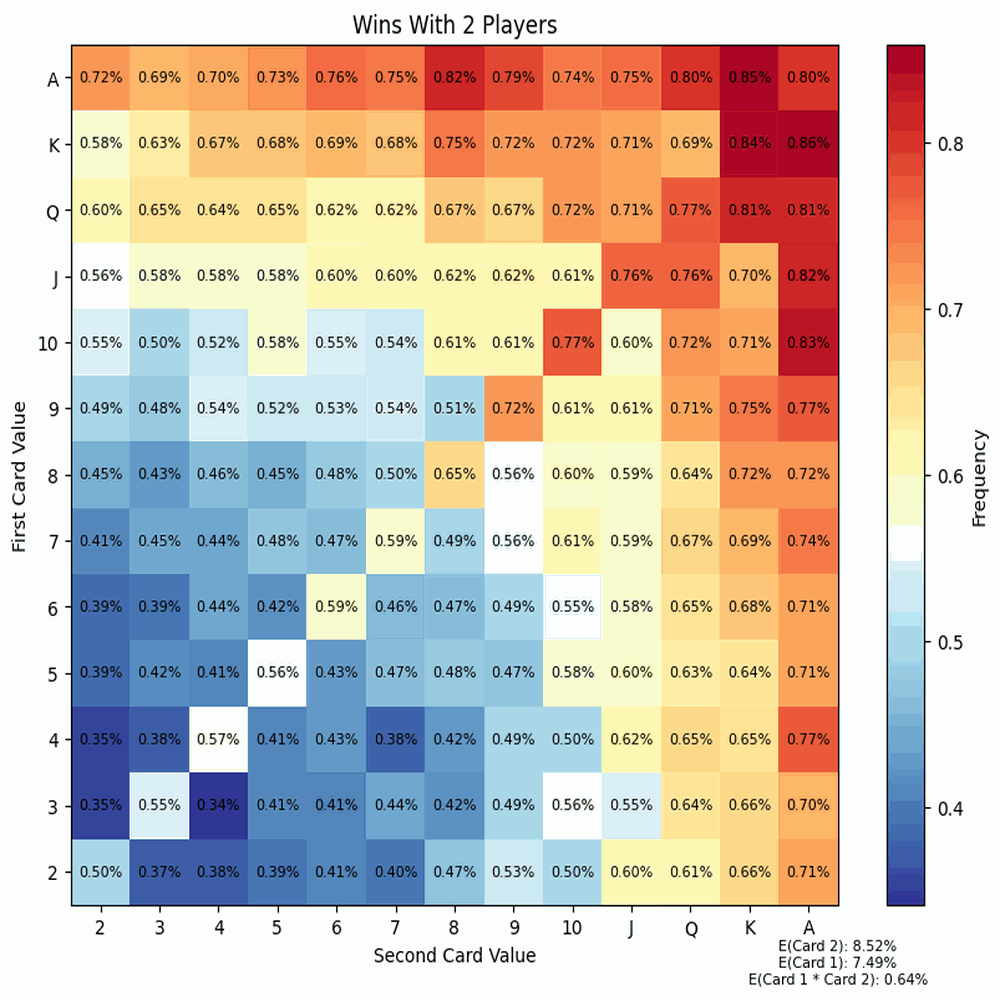 Wins With 2 Players
A 0.72% 0.69% 0.70% 0.73% 0.76% 0.75% 0.82% 0.79% 0.74% 0.75% 0.80% 0.85% 0.80%
K 0.58% 0.63% 0.67% 0.68% 0.69% 0.68% 0.75% 0.72% 0.72% 0.71% 0.69% 0.84% 0.86%
0.8
Q 0.60% 0.65% 0.64% 0.65% 0.62% 0.62% 0.67% 0.67% 0.72% 0.71% 0.77% 0.81% 0.81%
J 0.56% 0.58% 0.58% 0.58% 0.60% 0.60% 0.62% 0.62% 0.61% 0.76% 0.76% 0.70% 0.82%
0.7
10 0.55% 0.50% 0.52% 0.58% 0.55% 0.54% 0.61% 0.61% 0.77% 0.60% 0.72% 0.71% 0.83%
9 0.49% 0.48% 0.54% 0.52% 0.53% 0.54% 0.51% 0.72% 0.61% 0.61% 0.71% 0.75% 0.77%
First Card Value
Frequency
8 0.45% 0.43% 0.46% 0.45% 0.48% 0.50% 0.65% 0.56% 0.60% 0.59% 0.64% 0.72% 0.72%
0.6
7 0.41% 0.45% 0.44% 0.48% 0.47% 0.59% 0.49% 0.56% 0.61% 0.59% 0.67% 0.69% 0.74%
6 0.39% 0.39% 0.44% 0.42% 0.59% 0.46% 0.47% 0.49% 0.55% 0.58% 0.65% 0.68% 0.71%
0.5
5 0.39% 0.42% 0.41% 0.56% 0.43% 0.47% 0.48% 0.47% 0.58% 0.60% 0.63% 0.64% 0.71%
4 0.35% 0.38% 0.57% 0.41% 0.43% 0.38% 0.42% 0.49% 0.50% 0.62% 0.65% 0.65% 0.77%
3 0.35% 0.55% 0.34% 0.41% 0.41% 0.44% 0.42% 0.49% 0.56% 0.55% 0.64% 0.66% 0.70%
0.4
2 0.50% 0.37% 0.38% 0.39% 0.41% 0.40% 0.47% 0.53% 0.50% 0.60% 0.61% 0.66% 0.71%
2 3 4 5 6 7 8 9 10 J Q K A
Second Card Value
E(Card 2): 8.52%
E(Card 1): 7.49%
E(Card 1 * Card 2): 0.64%